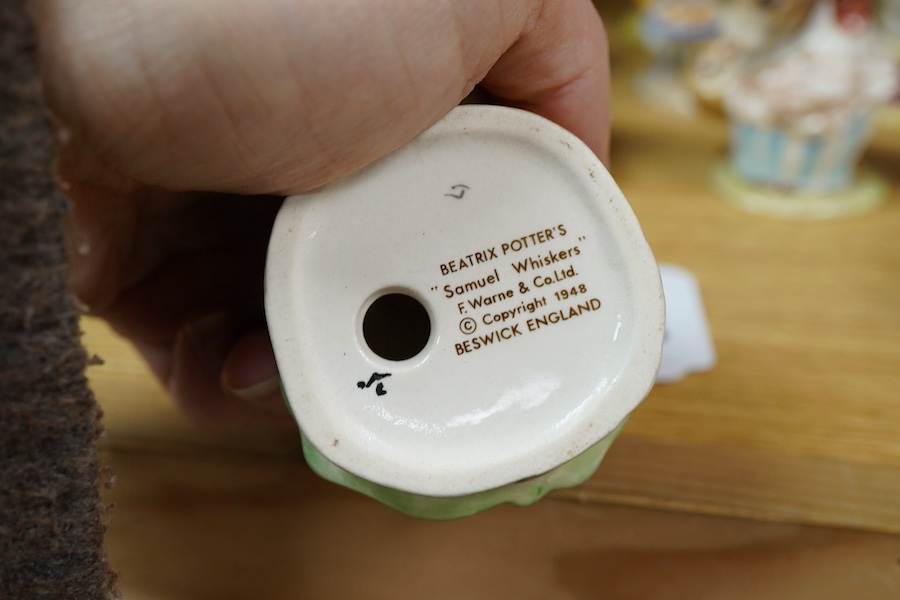 BEATRIX POTTER'S
"Samuel Whiskers"
F. Warne & Co. Ltd.
© Copyright 1948
BESWICK ENGLAND